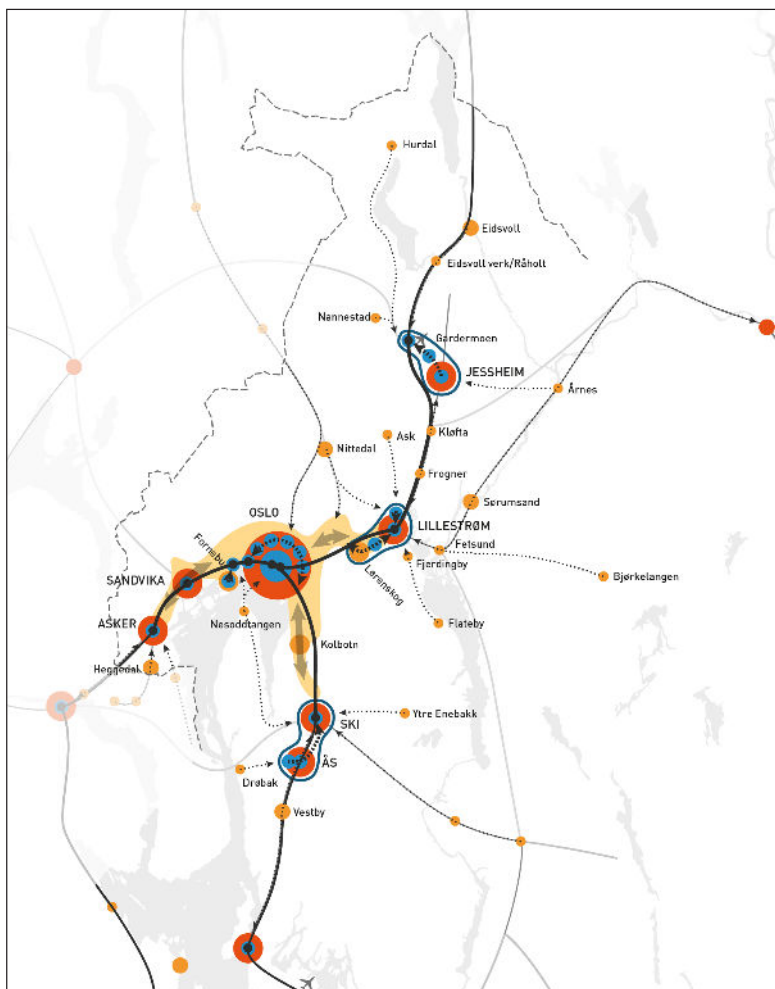 Hurdal
Eidsvoll
Eidsvoll verk/Råholt
Nannestad
Gardermoen
JESSHEIM
Årnes
Ask
Kløfta
Nittedal
Frogner
Sørumsand
OSLO
LILLESTRØM
Fornebu
Fetsund
Fjerdingby
SANDVIKA
Lørenskog
Bjørkelangen
ASKER
Nesoddtangen
Flateby
Kolbotn
Heggedal
Ytre Enebakk
SKI
ÅS
Drøbak
Vestby